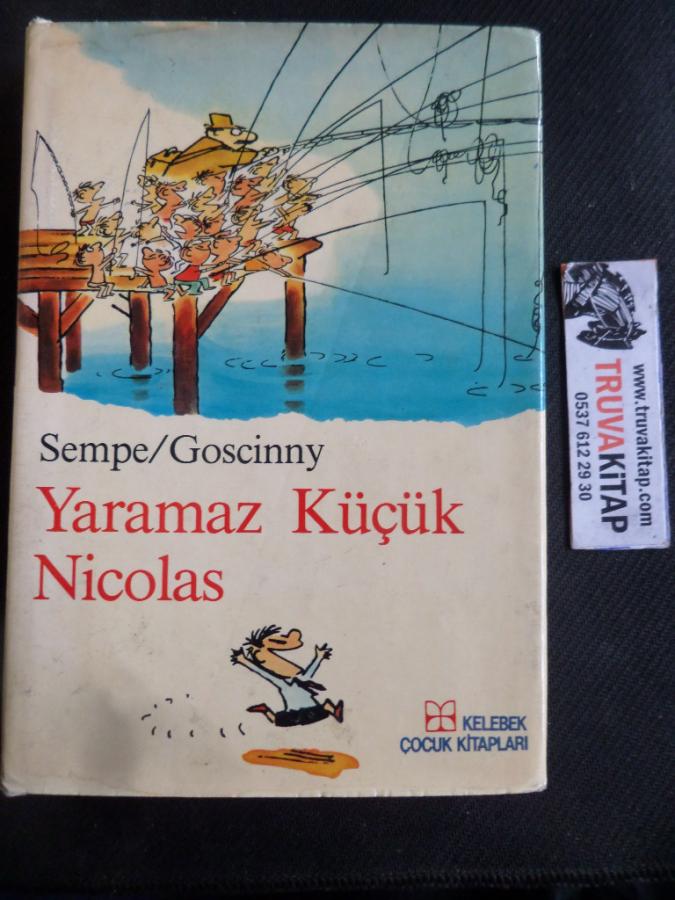 Sempe/Goscinny
Yaramaz Küçük
Nicolas
KELEBEK
ÇOCUK KİTAPLARI
www.truvakitap.com
TRUVAKİTAP
0537 612 29 30